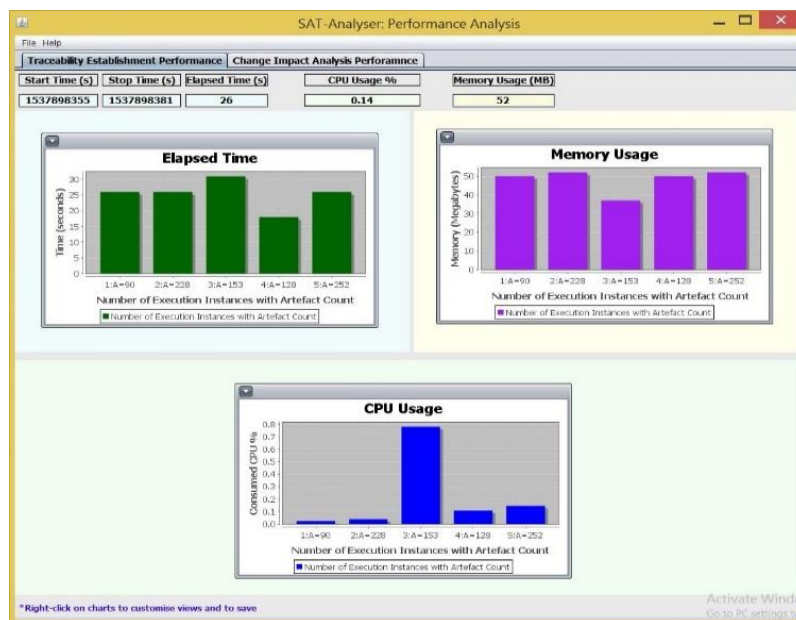 SAT-Analyser: Performance Analysis
File Help
Traceability Establishment Performance Change Impact Analysis Perforamnce
Start Time (s) Stop Time (s) Elapsed Time (s) CPU Usage % Memory Usage (MB)
1537898355 1537898381 26 0.14 52
Elapsed Time
Time (seconds)
30
25
20
15
10
5
0
1:A=90 2:A=228 3:A=153 4:A=128 5:A=252
Number of Execution Instances with Artefact Count
Number of Execution Instances with Artefact Count
Memory Usage
Memory (Megabytes)
50
40
30
20
10
0
1:A=90 2:A=228 3:A=153 4:A=128 5:A=252
Number of Execution Instances with Artefact Count
Number of Execution Instances with Artefact Count
CPU Usage
Consumed CPU %
0.8
0.7
0.6
0.5
0.4
0.3
0.2
0.1
0.0
1:A=90 2:A=228 3:A=153 4:A=128 5:A=252
Number of Execution Instances with Artefact Count
Number of Execution Instances with Artefact Count
*Right-click on charts to customise views and to save
Activate Windo
Go to PC settings to